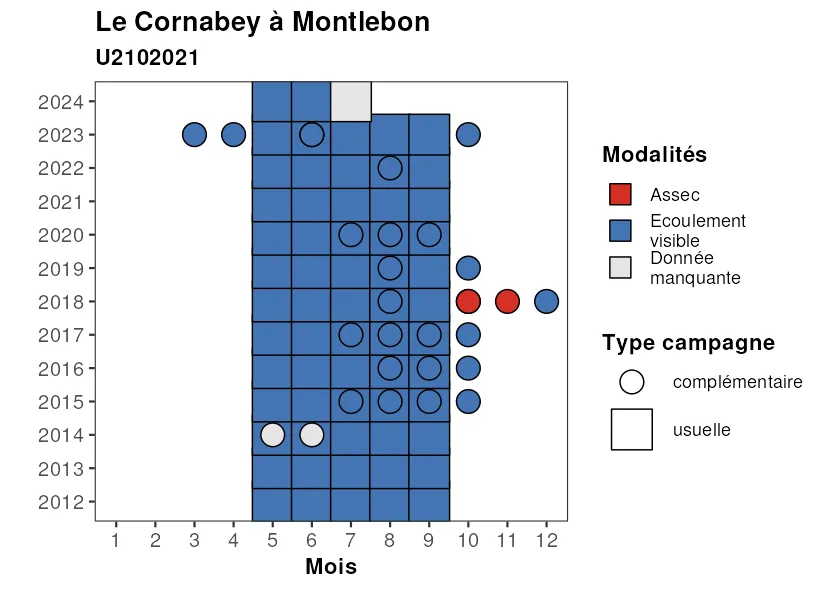 Le Cornabey à Montlebon
U2102021
2024
2023
2022
2021
2020
2019
2018
2017
2016
2015
2014
2013
2012
1 2 3 4 5 6 7 8 9 10 11 12
Mois
Modalités
Assec
Ecoulement
visible
Donnée
manquante
Type campagne
complémentaire
usuelle